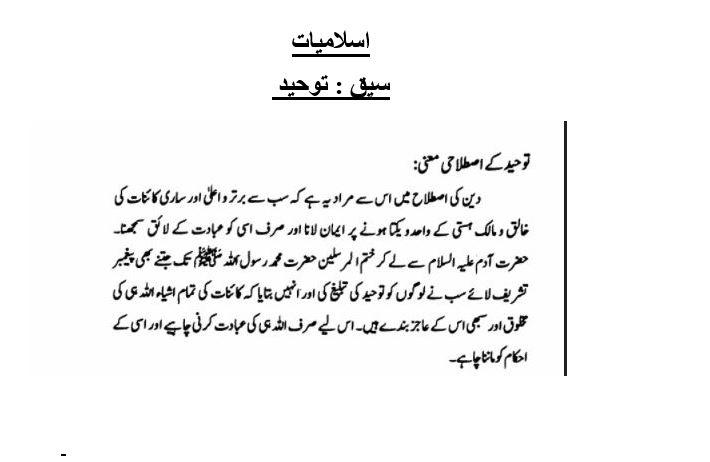 اسلامیات
سبق : توحید
توحید کے اصطلاحی معنی:
دین کی اصطلاح میں اس سے مراد یہ ہے کہ سب سے برتر و اعلیٰ اور ساری کائنات کی
خالق و مالک ہستی کے واحد و یکتا ہونے پر ایمان لانا اور صرف اسی کو عبادت کے لائق سمجھنا۔
حضرت آدم علیہ السلام سے لے کر ختم المرسلین حضرت محمد رسول اللہ ﷺ تک جتنے بھی پیغمبر
تشریف لائے سب نے لوگوں کو توحید کی تبلیغ کی اور انہیں بتایا کہ کائنات کی تمام اشیاء اللہ ہی کی
مخلوق اور سبھی اس کے عاجز بندے ہیں۔ اس لیے صرف اللہ ہی کی عبادت کرنی چاہیے اور اسی کے
احکام کو ماننا چاہے۔